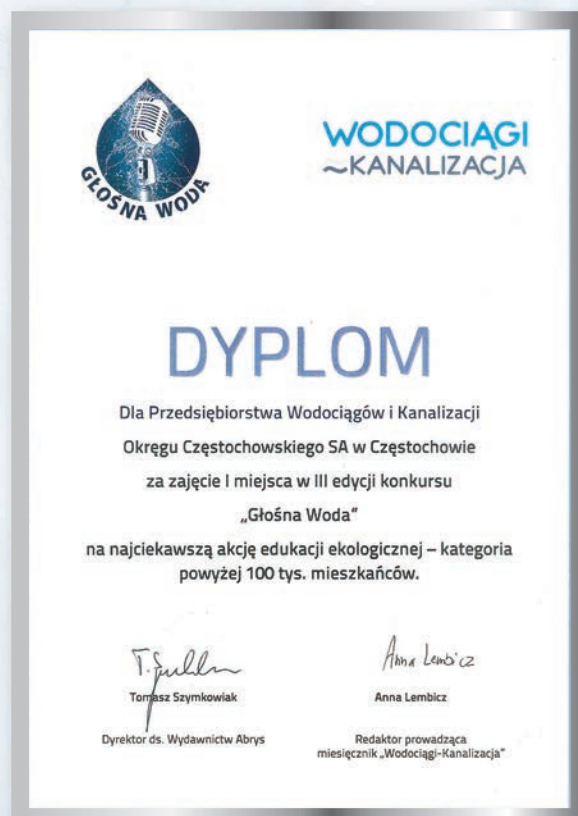 GŁOŚNA WODA
WODOCIĄGI
~KANALIZACJA
DYPLOM
Dla Przedsiębiorstwa Wodociągów i Kanalizacji
Okręgu Częstochowskiego SA w Częstochowie
za zajęcie I miejsca w III edycji konkursu
„Głośna Woda”
na najciekawszą akcję edukacji ekologicznej – kategoria
powyżej 100 tys. mieszkańców.
Anna Lembicz
Tomasz Szymkowiak
Anna Lembicz
Dyrektor ds. Wydawnictw Abrys
Redaktor prowadząca
miesięcznik „Wodociągi-Kanalizacja”